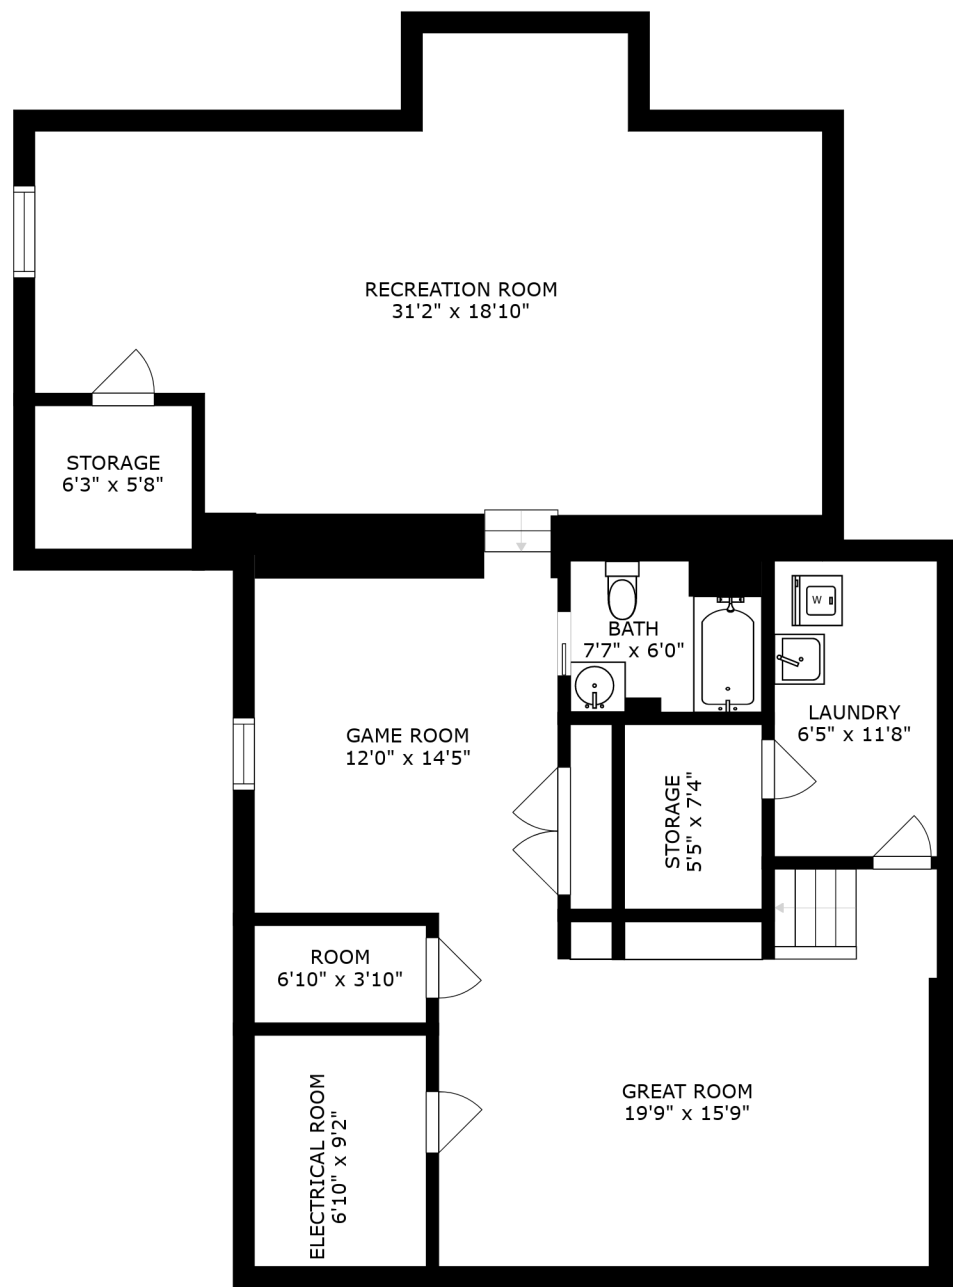 RECREATION ROOM
31'2" x 18'10"
STORAGE
6'3" x 5'8"
W
BATH
7'7" x 6'0"
LAUNDRY
6'5" x 11'8"
GAME ROOM
12'0" x 14'5"
STORAGE
5'5" x 7'4"
ROOM
6'10" x 3'10"
GREAT ROOM
19'9" x 15'9"
ELECTRICAL ROOM
6'10" x 9'2"